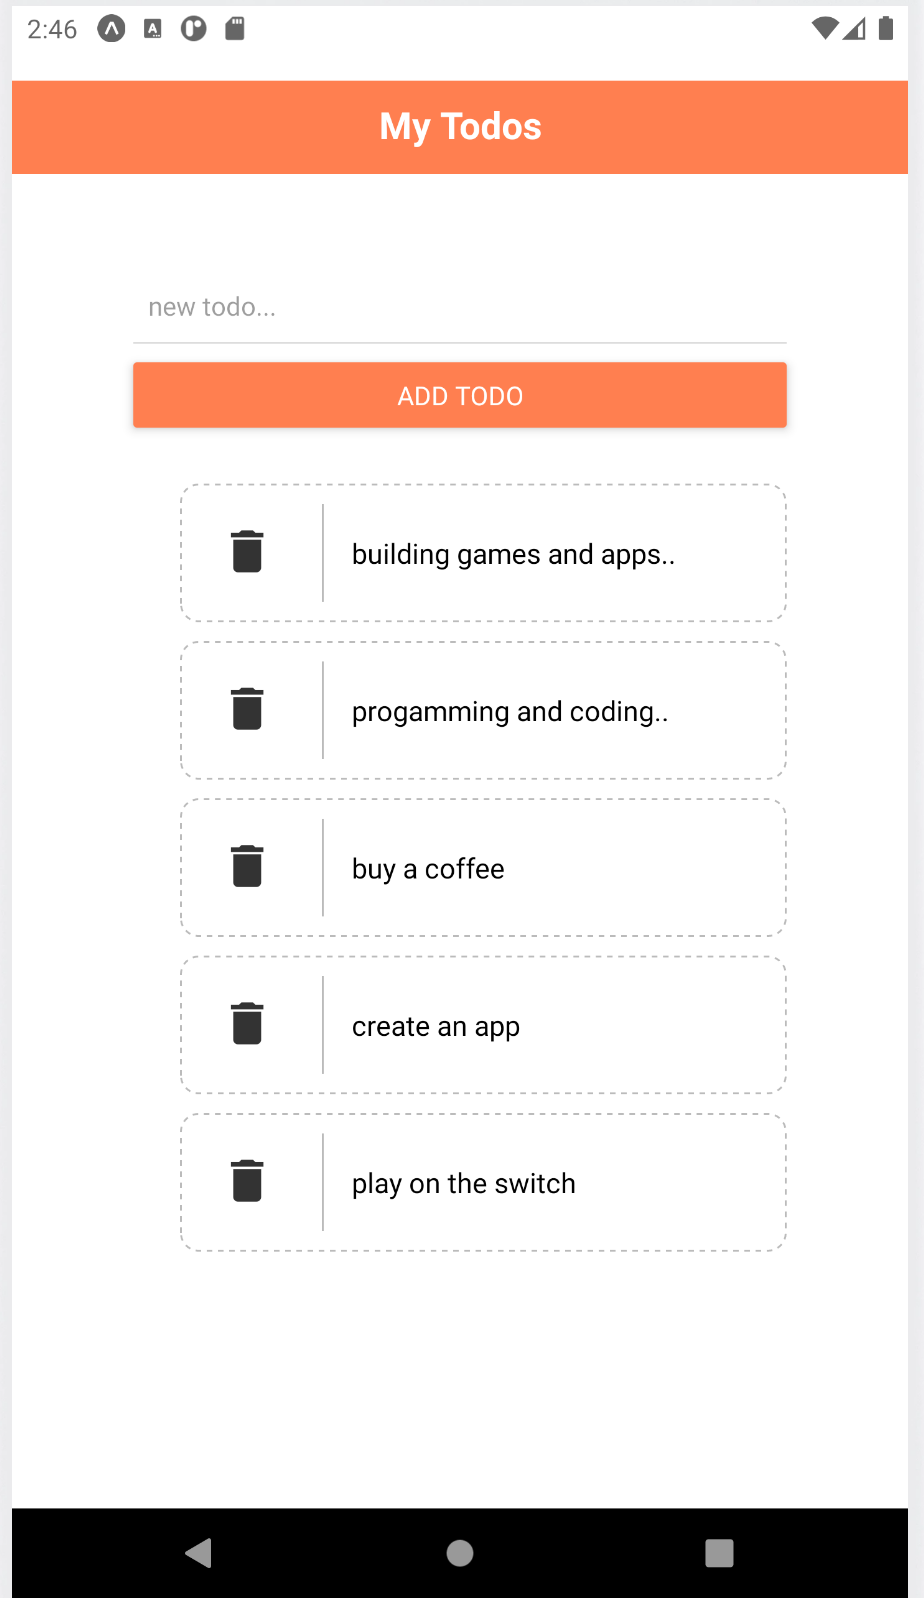 2:46
My Todos
new todo...
ADD TODO
building games and apps..
progamming and coding..
buy a coffee
create an app
play on the switch